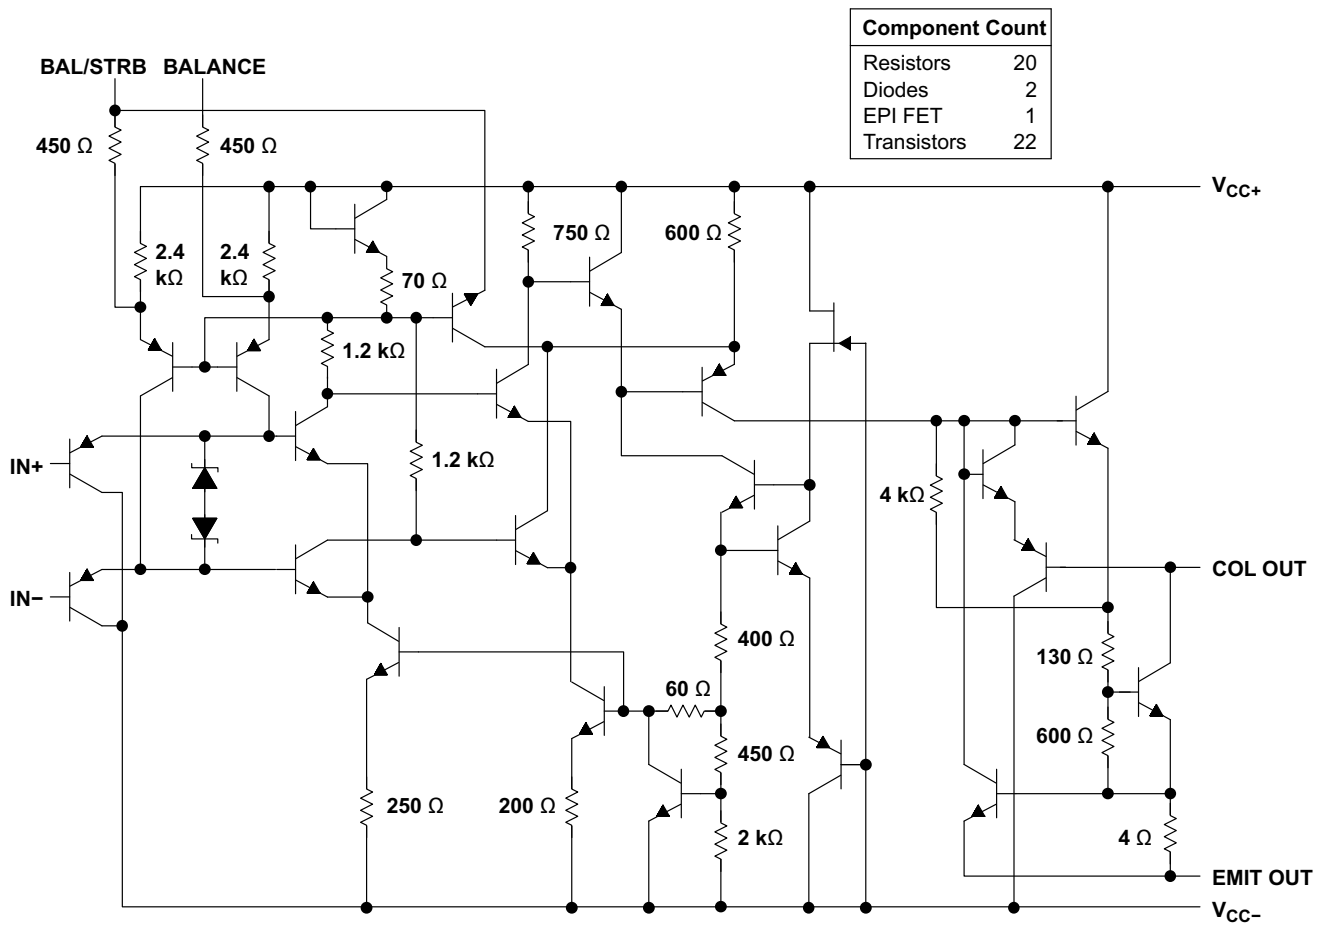 Component Count
Resistors 20
Diodes 2
EPI FET 1
Transistors 22
BAL/STRB BALANCE
450 Ω 450 Ω
V_CC+
750 Ω 600 Ω
2.4 kΩ
2.4 kΩ
70 Ω
1.2 kΩ
IN+
1.2 kΩ
4 kΩ
COL OUT
IN−
400 Ω
130 Ω
60 Ω
600 Ω
450 Ω
250 Ω 200 Ω
2 kΩ
4 Ω
EMIT OUT
V_CC−